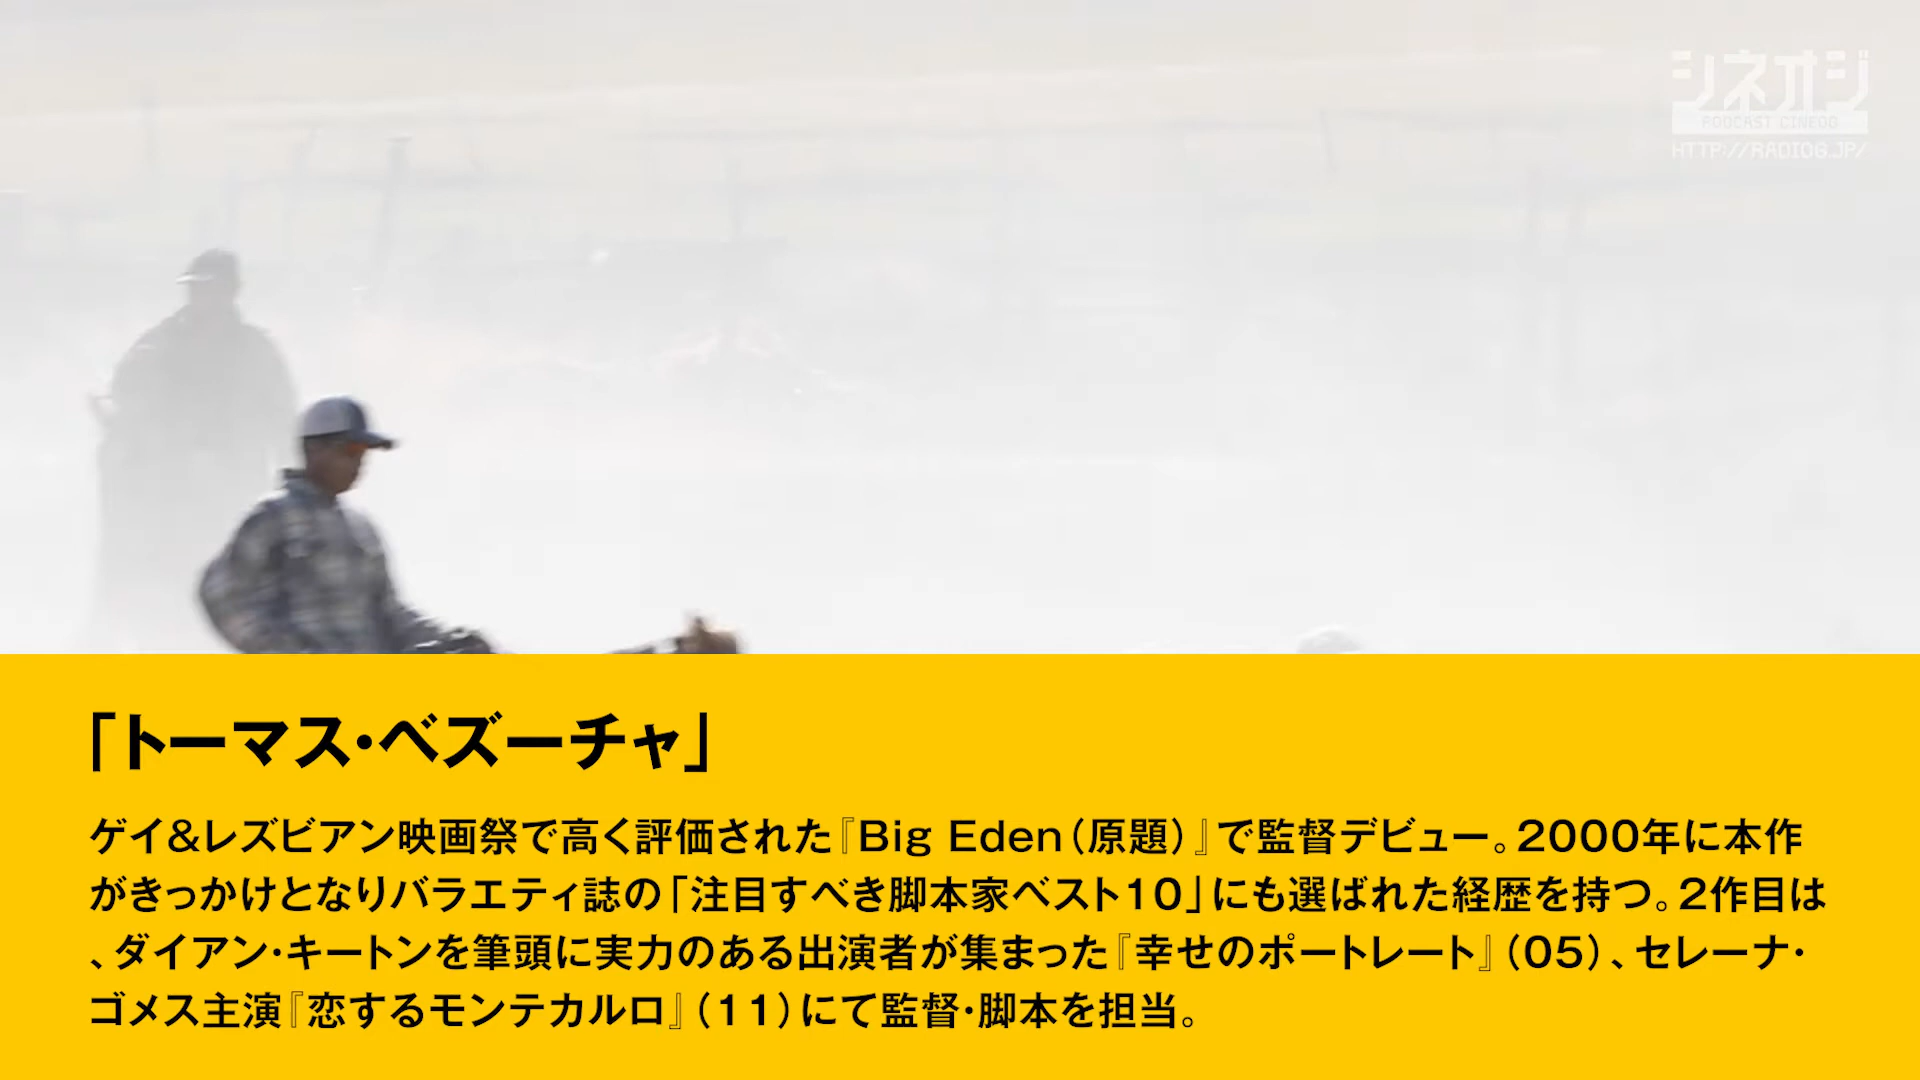 シネオジ
PODCAST CINEOG
HTTP://RADIOG.JP/
「トーマス・ベズーチャ」
ゲイ&レズビアン映画祭で高く評価された『Big Eden(原題)』で監督デビュー。2000年に本作
がきっかけとなりバラエティ誌の「注目すべき脚本家ベスト10」にも選ばれた経歴を持つ。2作目は
、ダイアン・キートンを筆頭に実力のある出演者が集まった『幸せのポートレート』(05)、セレーナ・
ゴメス主演『恋するモンテカルロ』(11)にて監督・脚本を担当。